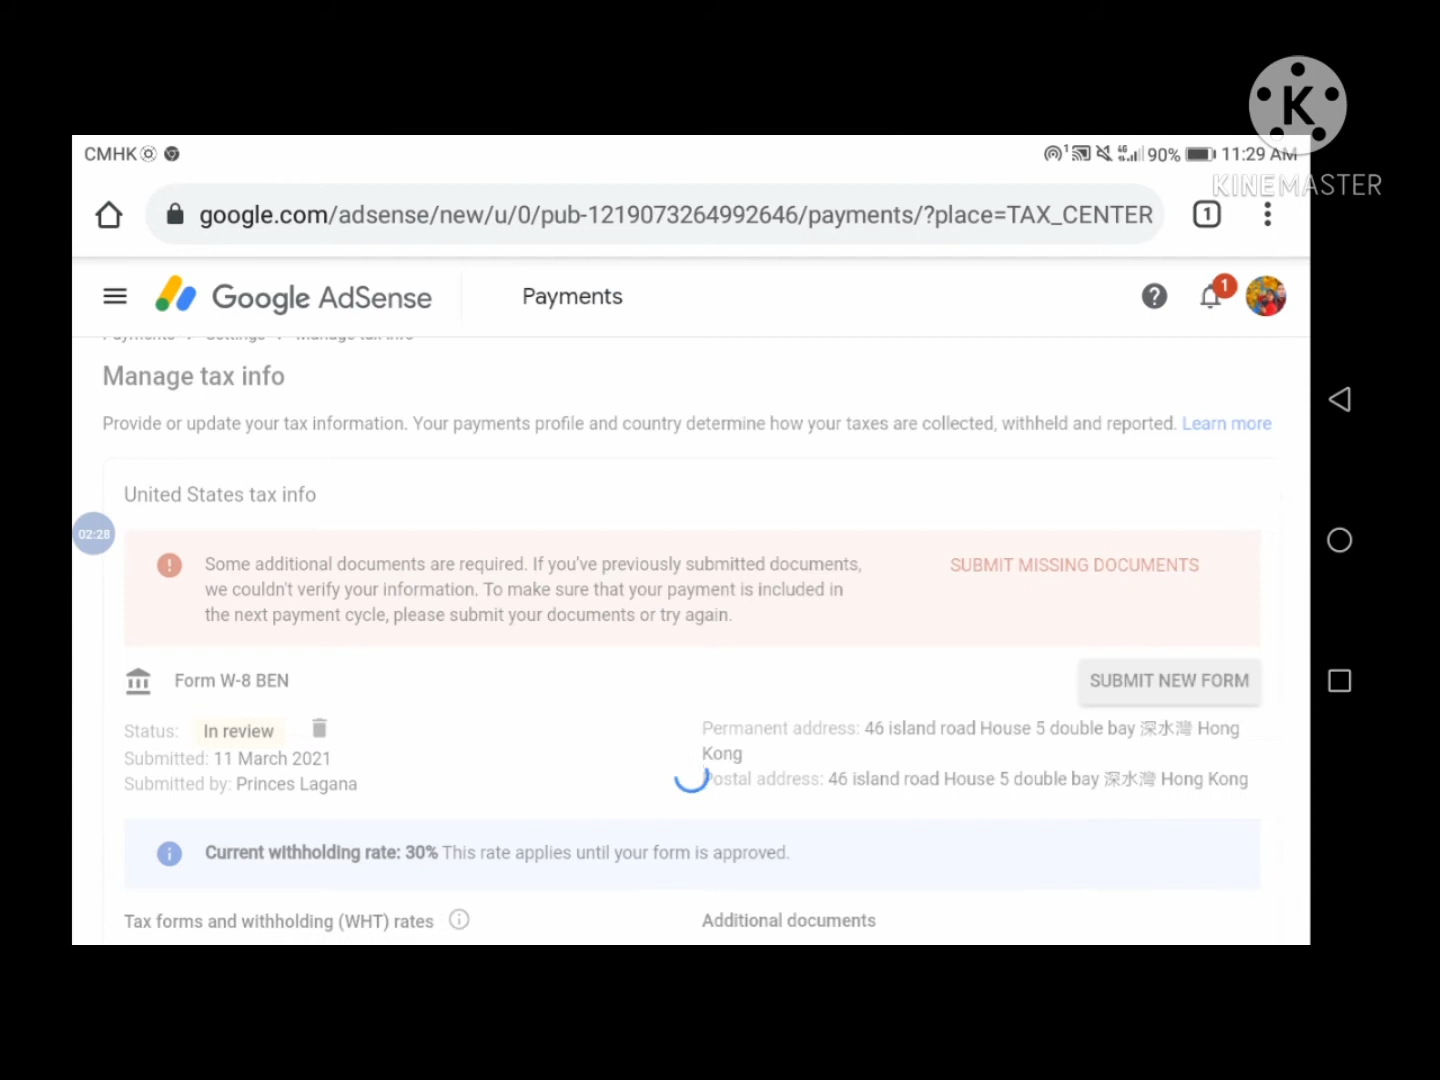 K
KINEMASTER
CMHK
1 4G 90% 11:29 AM
google.com/adsense/new/u/0/pub-1219073264992646/payments/?place=TAX_CENTER
1
Google AdSense
Payments
1
Payments > Settings > Manage tax info
Manage tax info
Provide or update your tax information. Your payments profile and country determine how your taxes are collected, withheld and reported. Learn more
United States tax info
02:28
Some additional documents are required. If you've previously submitted documents,
we couldn't verify your information. To make sure that your payment is included in
the next payment cycle, please submit your documents or try again.
SUBMIT MISSING DOCUMENTS
Form W-8 BEN
SUBMIT NEW FORM
Status: In review
Submitted: 11 March 2021
Submitted by: Princes Lagana
Permanent address: 46 island road House 5 double bay 深水灣 Hong
Kong
Postal address: 46 island road House 5 double bay 深水灣 Hong Kong
Current withholding rate: 30% This rate applies until your form is approved.
Tax forms and withholding (WHT) rates
Additional documents